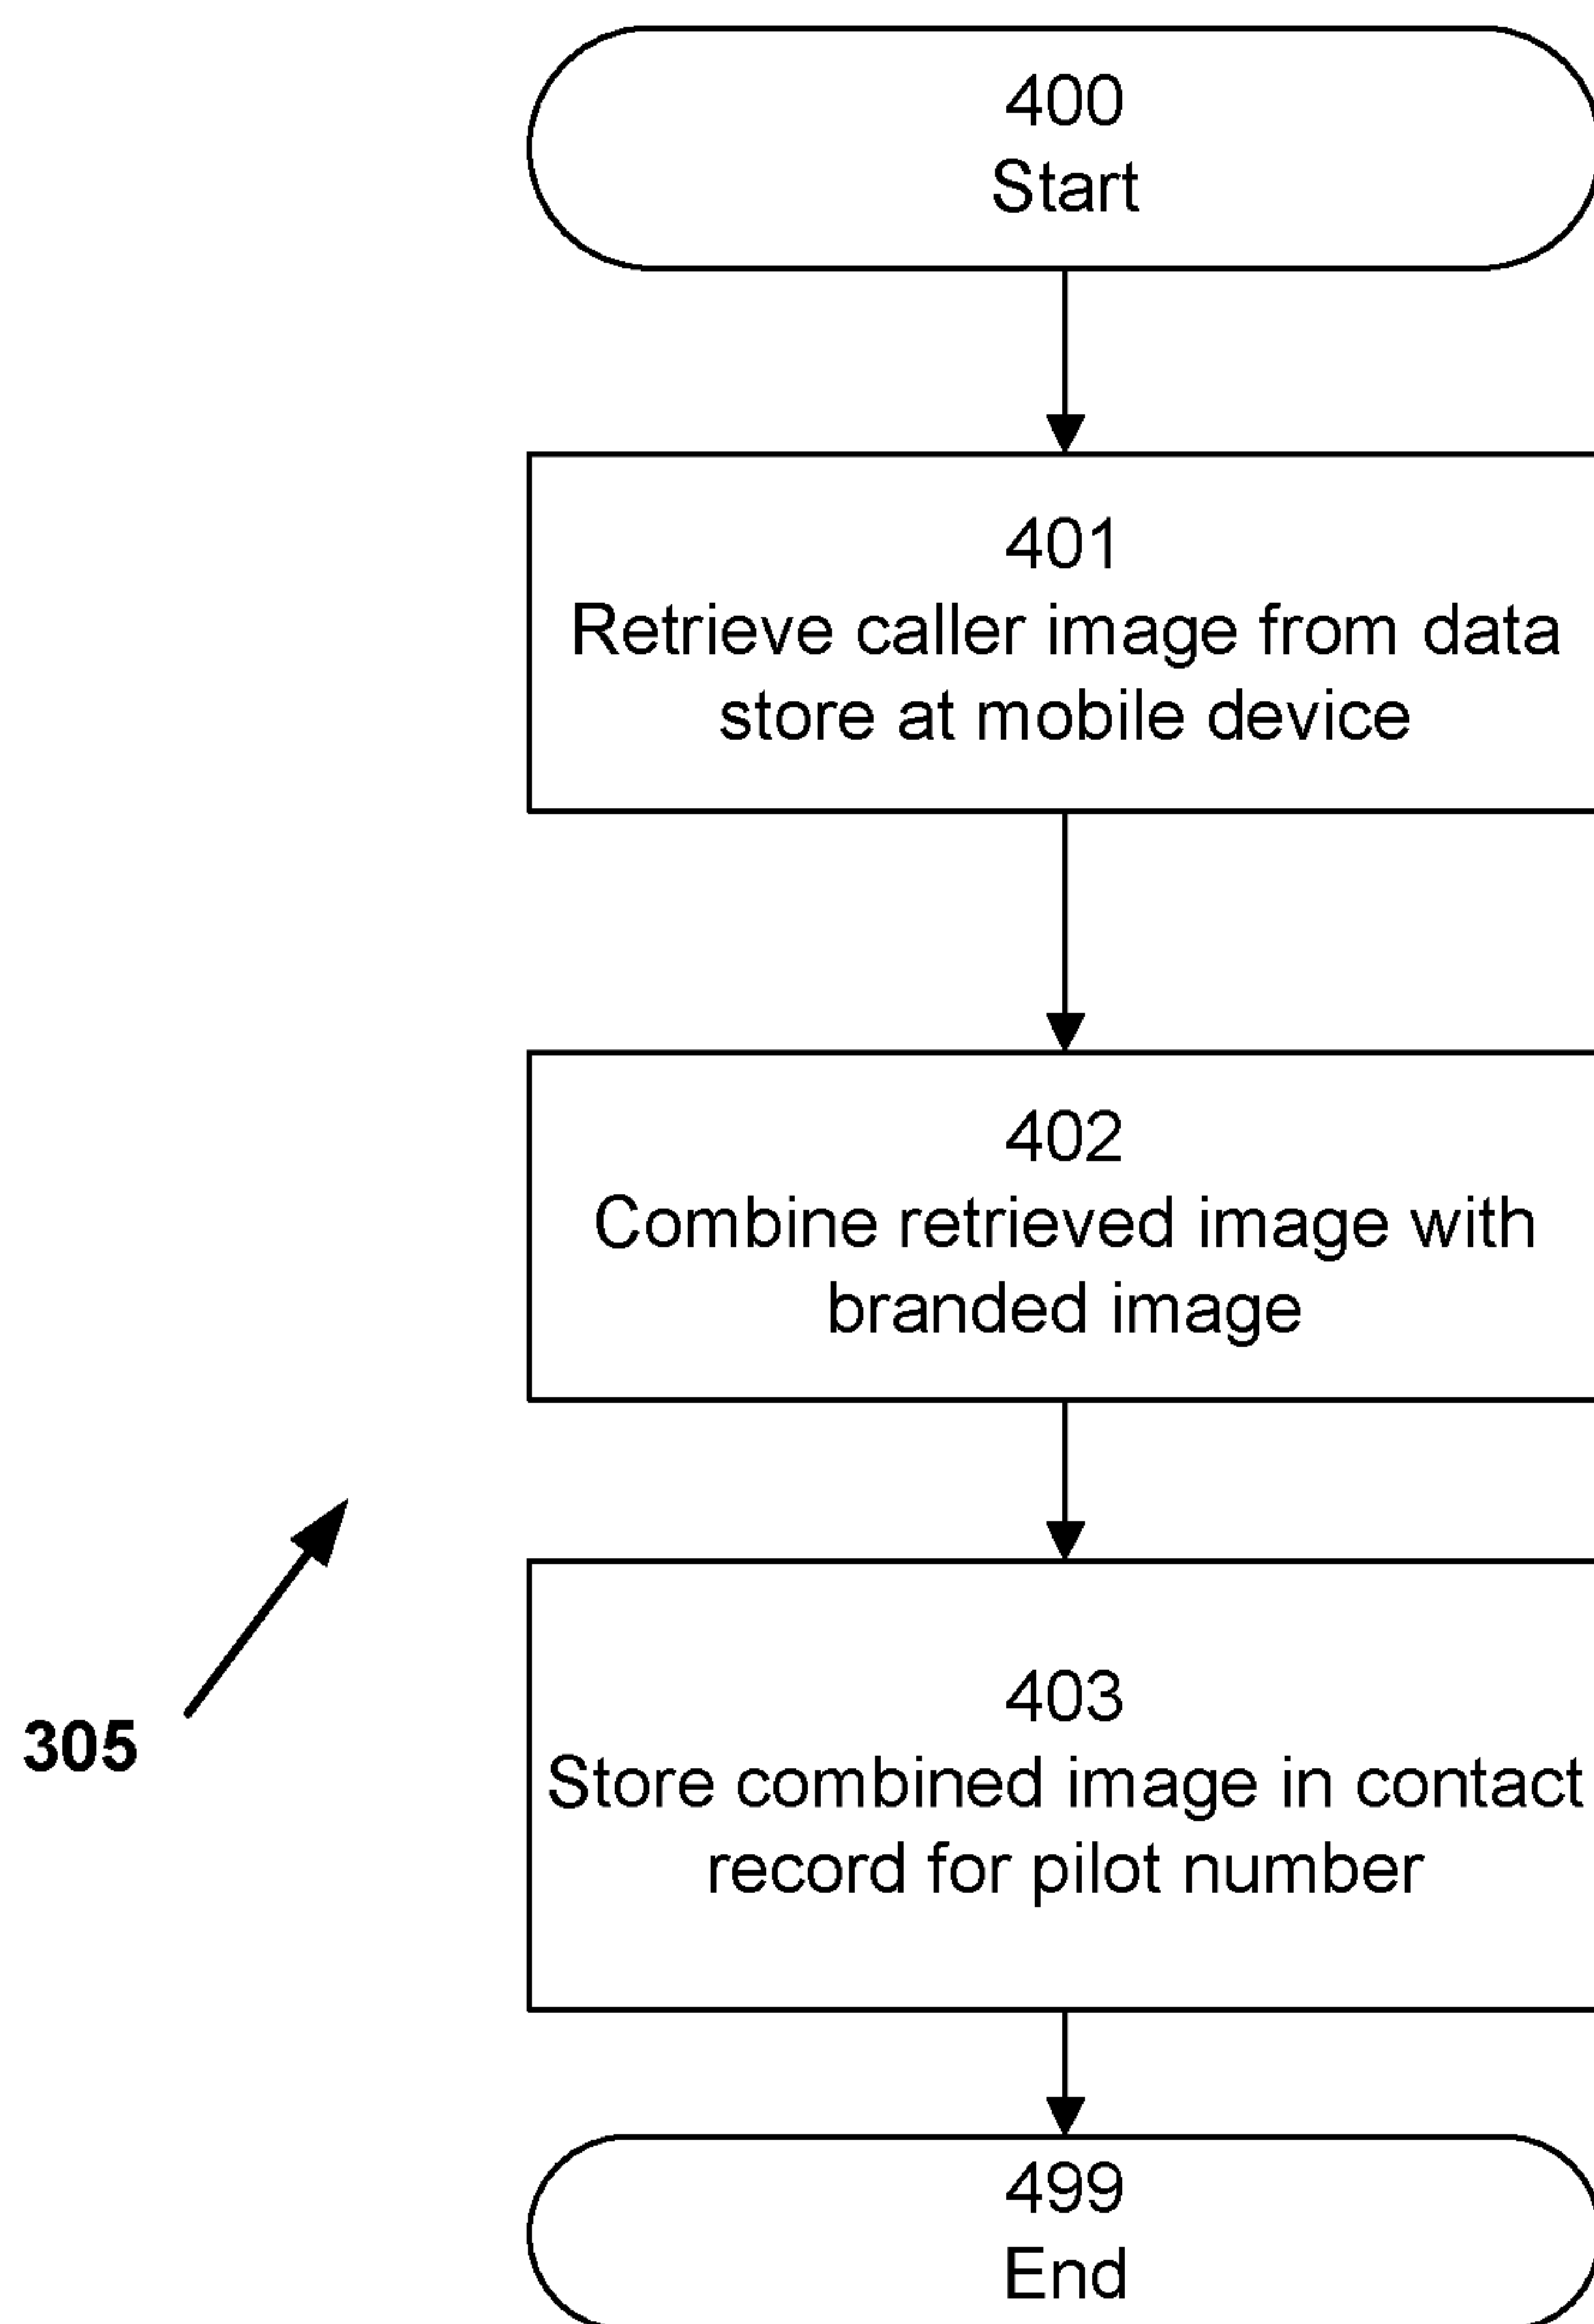 400
Start
401
Retrieve caller image from data
store at mobile device
402
Combine retrieved image with
branded image
403
Store combined image in contact
record for pilot number
305
499
End